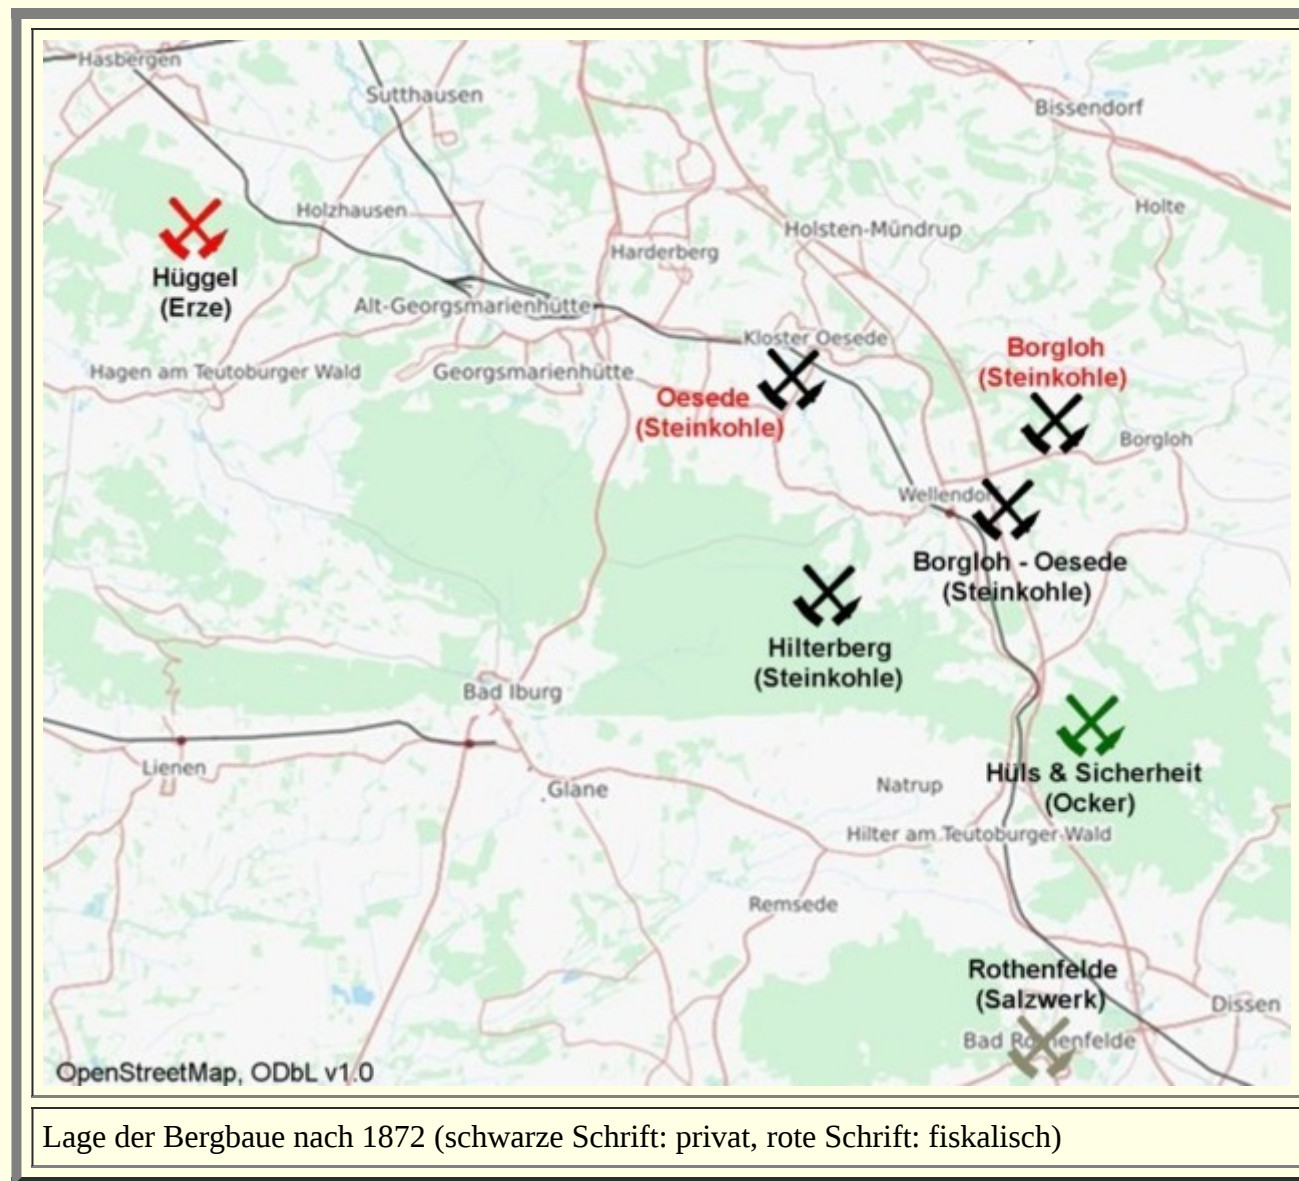 Hasbergen
Sutthausen
Bissendorf
Holzhausen
Holte
Holsten-Mündrup
Harderberg
Hüggel
(Erze)
Alt-Georgsmarienhütte
Kloster Oesede
Borgloh
(Steinkohle)
Hagen am Teutoburger Wald
Georgsmarienhütte
Oesede
(Steinkohle)
Borgloh
Wellendorf
Borgloh - Oesede
(Steinkohle)
Hilterberg
(Steinkohle)
Bad Iburg
Lienen
Glane
Natrup
Hüls & Sicherheit
(Ocker)
Hilter am Teutoburger Wald
Remsede
Rothenfelde
(Salzwerk)
Dissen
Bad Rothenfelde
OpenStreetMap, ODbL v1.0
Lage der Bergbaue nach 1872 (schwarze Schrift: privat, rote Schrift: fiskalisch)